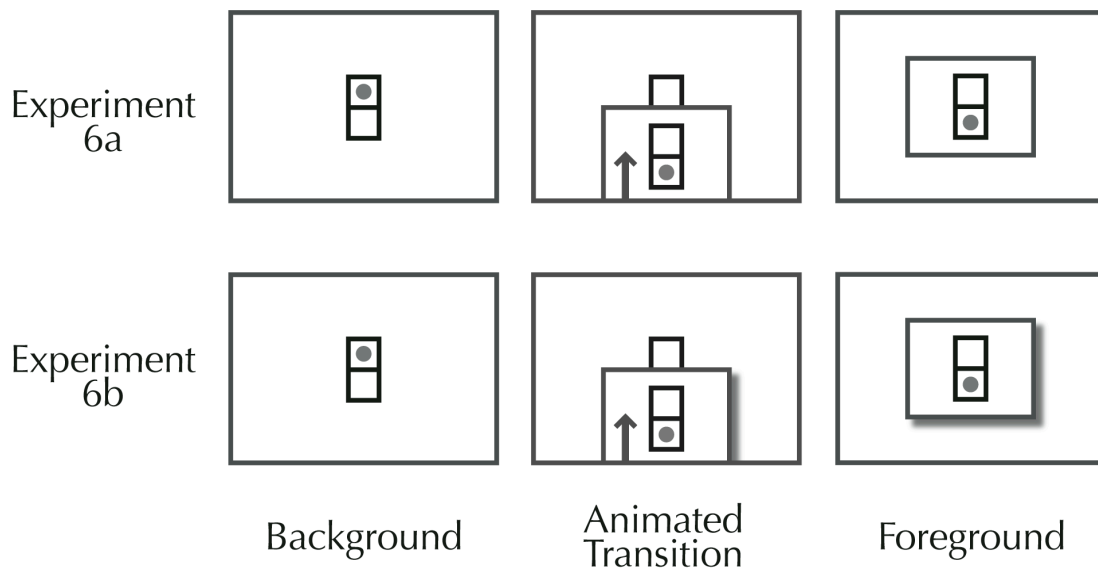 Experiment
6a
Experiment
6b
Background
Animated
Transition
Foreground